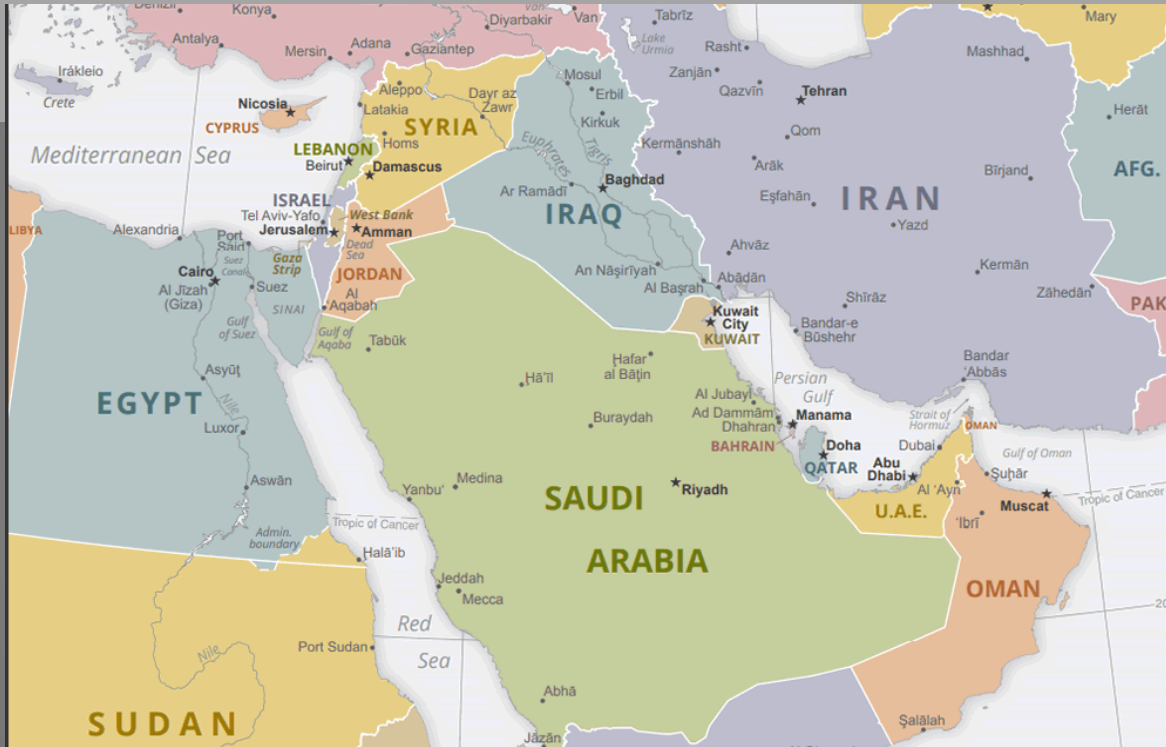 Denizli
Konya
Antalya
Mersin
Adana
Gaziantep
Diyarbakir
Van
Van
Tabrīz
Lake
Urmia
Rasht
Zanjān
Qazvīn
Tehran
Mashhad
Mary
Irákleio
Crete
Nicosia
CYPRUS
Aleppo
Latakia
Dayr az
Zawr
SYRIA
Homs
Mosul
Erbil
Kirkuk
Kermānshāh
Qom
Arāk
Herāt
AFG.
Mediterranean Sea
LEBANON
Beirut
Damascus
Euphrates
Tigris
Baghdad
Ar Ramādī
IRAQ
Eşfahān
IRAN
Bīrjand
Yazd
ISRAEL
Tel Aviv-Yafo
West Bank
Jerusalem
Amman
Dead
Sea
LIBYA
Alexandria
Port
Said
Suez
Canal
Gaza
Strip
JORDAN
Cairo
Al Jīzah
(Giza)
Suez
SINAI
Al
Aqabah
Gulf
of Suez
Gulf of
Aqaba
An Nāşirīyah
Al Başrah
Ahvāz
Abādān
Kermān
Zāhedān
PAK
Shīrāz
Kuwait
City
KUWAIT
Bandar-e
Būshehr
Bandar
‘Abbās
Tabūk
Ḩafar
al Bāţin
Ḩā’īl
Persian
Gulf
Asyūţ
EGYPT
Nile
Luxor
Buraydah
Al Jubayl
Ad Dammām
Dhahran
Manama
BAHRAIN
Strait of
Hormuz
OMAN
Doha
QATAR
Dubai
Abu
Dhabi
Gulf of Oman
Şuḩār
Al ‘Ayn
Tropic of Cancer
Muscat
Aswān
Medina
Yanbu‘
Riyadh
SAUDI
ARABIA
U.A.E.
‘Ibrī
Admin.
boundary
Tropic of Cancer
Ḩalā’ib
Jeddah
Mecca
OMAN
20
Red
Sea
Port Sudan
Nile
SUDAN
Abhā
Jāzān
Şalālah